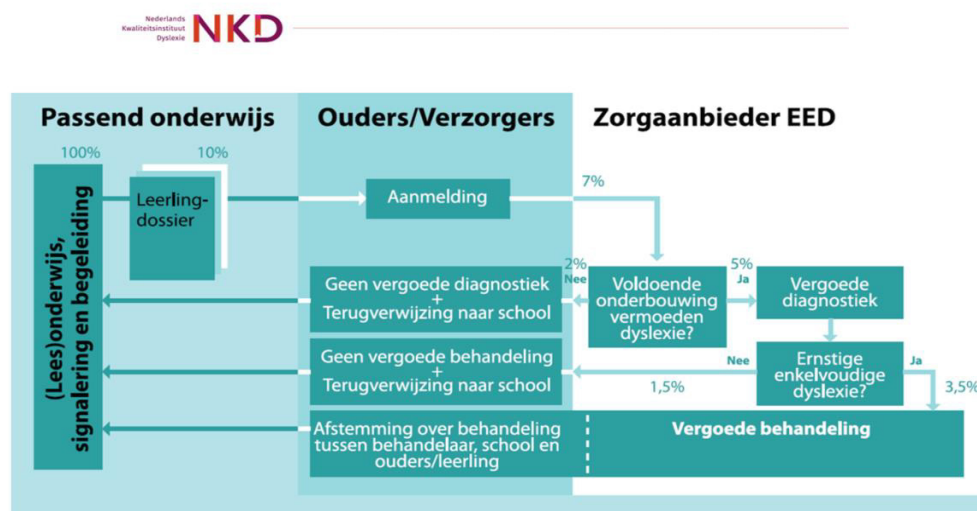 Nederlands
Kwaliteitsinstituut
Dyslexie
NKD
Passend onderwijs
Ouders/Verzorgers
Zorgaanbieder EED
100%
10%
7%
(Lees)onderwijs,
signalering en begeleiding
Leerling-
dossier
Aanmelding
2%
Nee
5%
Ja
Geen vergoede diagnostiek
+
Terugverwijzing naar school
Voldoende
onderbouwing
vermoeden
dyslexie?
Vergoede
diagnostiek
Geen vergoede behandeling
+
Terugverwijzing naar school
Nee
1,5%
Ernstige
enkelvoudige
dyslexie?
Ja
3,5%
Afstemming over behandeling
tussen behandelaar, school en
ouders/leerling
Vergoede behandeling